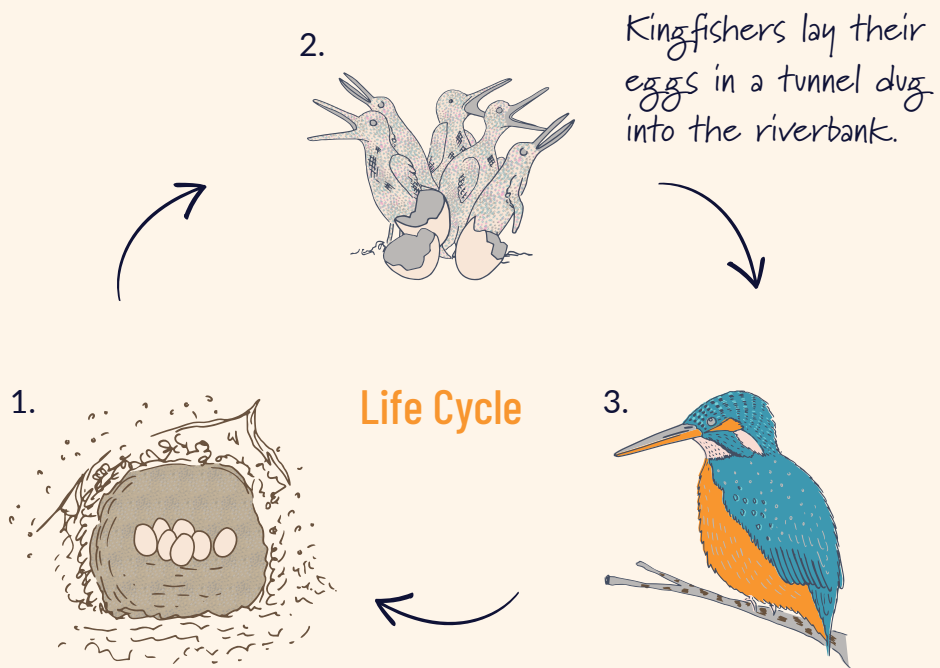 2.
Kingfishers lay their
eggs in a tunnel dug
into the riverbank.
1.
Life Cycle
3.